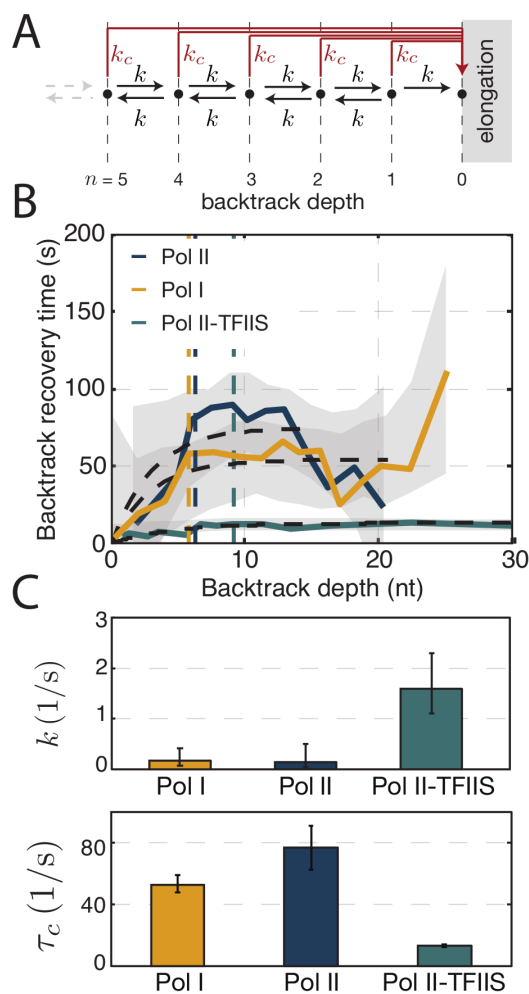 A
k_c k_c k_c k_c k_c
k k k k k
k k k k
elongation
n = 5 4 3 2 1 0
backtrack depth
B
Backtrack recovery time (s)
200
150
100
50
0
Pol II
Pol I
Pol II-TFIIS
0 10 20 30
Backtrack depth (nt)
C
k (1/s)
3
2
1
0
Pol I Pol II Pol II-TFIIS
τ_c (1/s)
80
40
0
Pol I Pol II Pol II-TFIIS